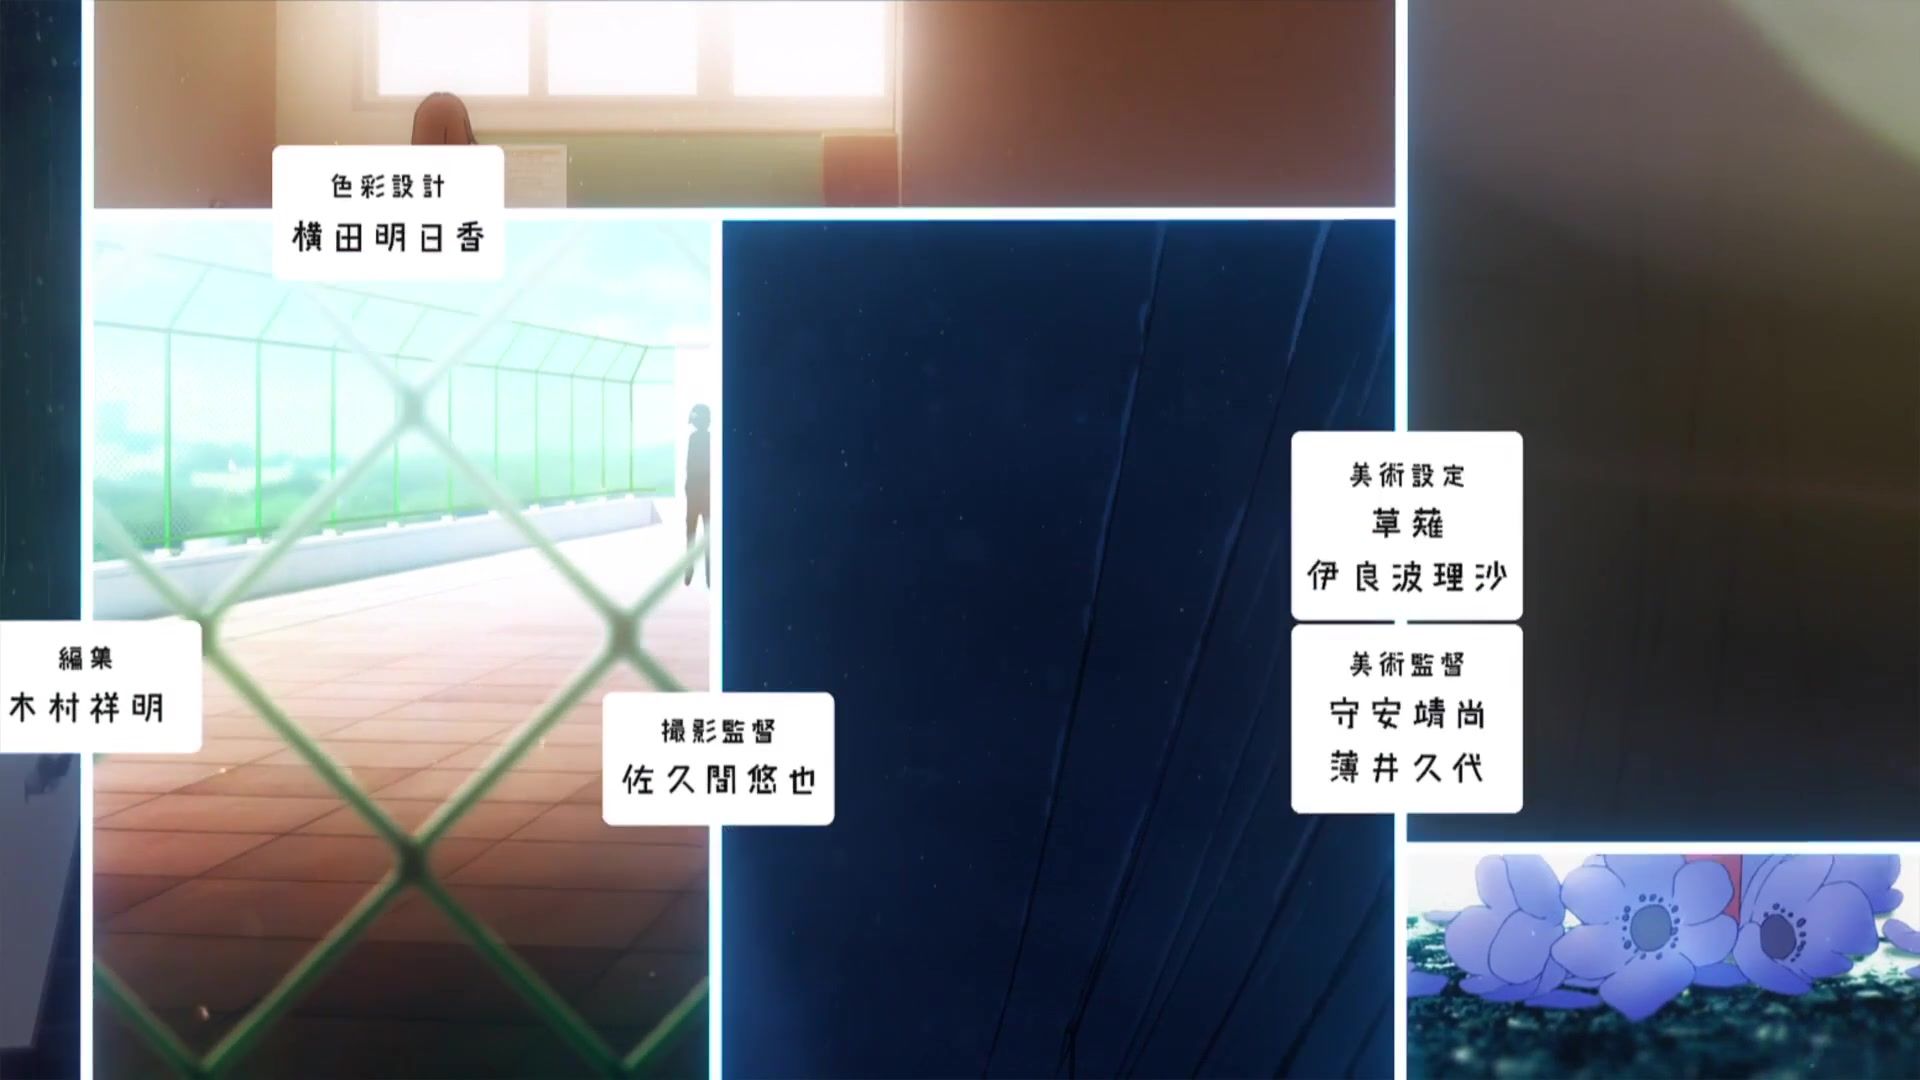 色彩設計
横田明日香
編集
木村祥明
撮影監督
佐久間悠也
美術設定
草薙
伊良波理沙
美術監督
守安靖尚
薄井久代